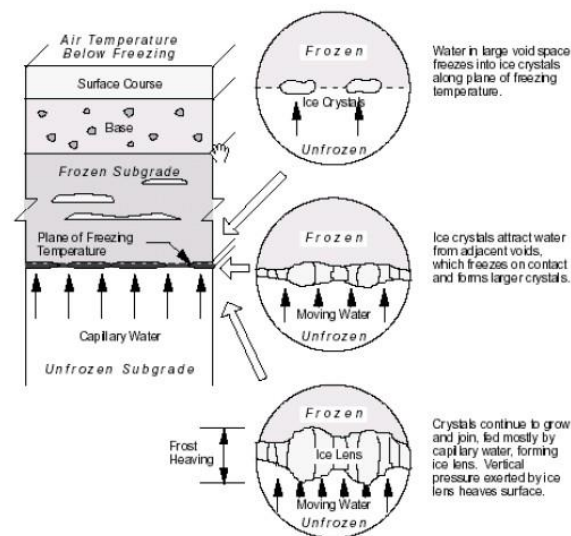 Air Temperature
Below Freezing
Surface Course
Base
Frozen Subgrade
Plane of Freezing
Temperature
Capillary Water
Unfrozen Subgrade
Frozen
Ice Crystals
Unfrozen
Water in large void space
freezes into ice crystals
along plane of freezing
temperature.
Frozen
Moving Water
Unfrozen
Ice crystals attract water
from adjacent voids,
which freezes on contact
and forms larger crystals.
Frost
Heaving
Frozen
Ice Lens
Moving Water
Unfrozen
Crystals continue to grow
and join, fed mostly by
capillary water, forming
ice lens. Vertical
pressure exerted by ice
lens heaves surface.